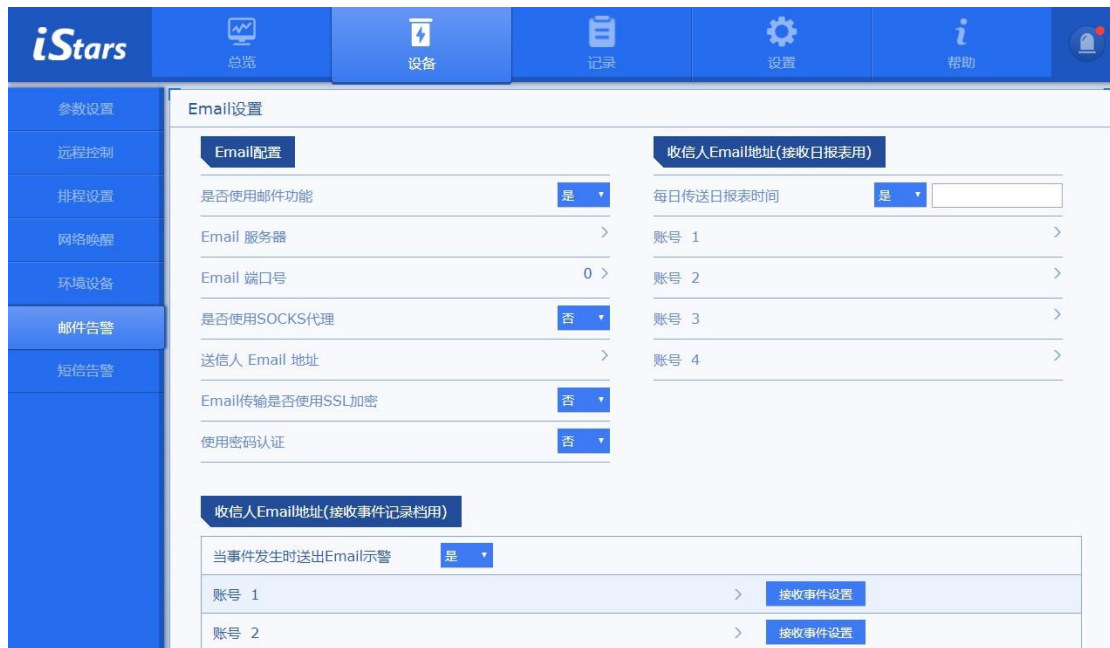 iStars
总览
设备
记录
设置
i
帮助
参数设置
远程控制
排程设置
网络唤醒
环境设备
邮件告警
短信告警
Email设置
Email配置
是否使用邮件功能 是
Email 服务器
Email 端口号 0
是否使用SOCKS代理 否
送信人 Email 地址
Email传输是否使用SSL加密 否
使用密码认证 否
收信人Email地址(接收日报表用)
每日传送日报表时间 是
账号 1
账号 2
账号 3
账号 4
收信人Email地址(接收事件记录档用)
当事件发生时送出Email示警 是
账号 1 接收事件设置
账号 2 接收事件设置